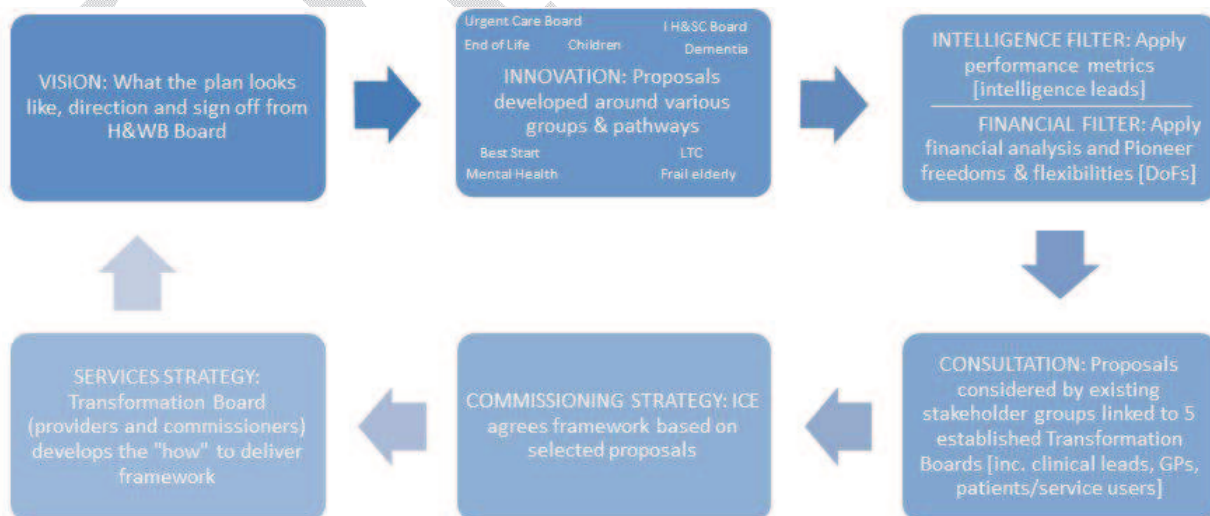 VISION: What the plan looks
like, direction and sign off from
H&WB Board
Urgent Care Board
I H&SC Board
End of Life
Children
Dementia
INNOVATION: Proposals
developed around various
groups & pathways
Best Start
LTC
Mental Health
Frail elderly
INTELLIGENCE FILTER: Apply
performance metrics
[intelligence leads]
FINANCIAL FILTER: Apply
financial analysis and Pioneer
freedoms & flexibilities [DoFs]
CONSULTATION: Proposals
considered by existing
stakeholder groups linked to 5
established Transformation
Boards [inc. clinical leads, GPs,
patients/service users]
COMMISSIONING STRATEGY: ICE
agrees framework based on
selected proposals
SERVICES STRATEGY:
Transformation Board
(providers and commissioners)
develops the "how" to deliver
framework